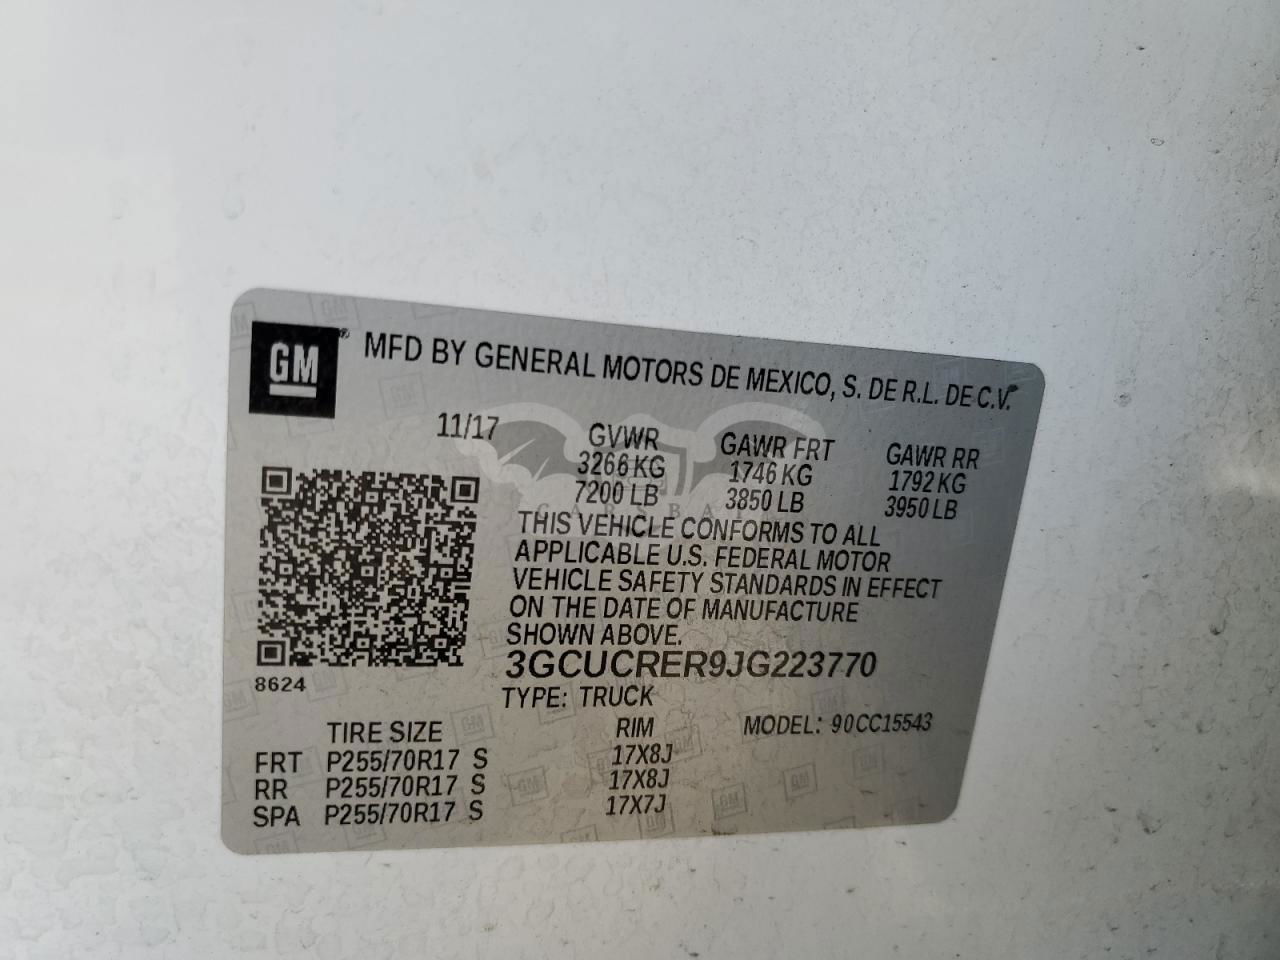 GM
MFD BY GENERAL MOTORS DE MEXICO, S. DE R.L. DE C.V.
11/17
GVWR GAWR FRT GAWR RR
3266 KG 1746 KG 1792 KG
7200 LB 3850 LB 3950 LB
THIS VEHICLE CONFORMS TO ALL
APPLICABLE U.S. FEDERAL MOTOR
VEHICLE SAFETY STANDARDS IN EFFECT
ON THE DATE OF MANUFACTURE
SHOWN ABOVE.
3GCUCRER9JG223770
8624
TYPE: TRUCK
TIRE SIZE RIM MODEL: 90CC15543
FRT P255/70R17 S 17X8J
RR P255/70R17 S 17X8J
SPA P255/70R17 S 17X7J